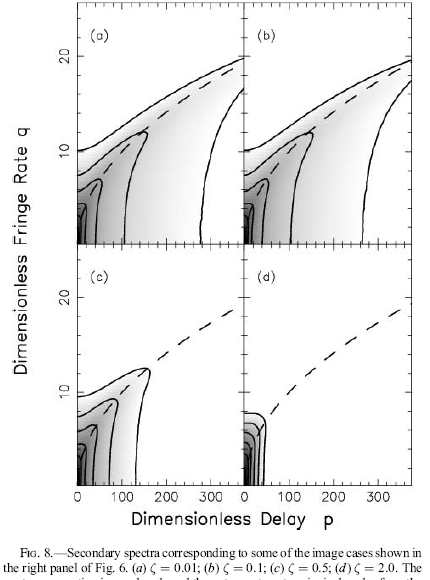 (a)
(b)
20
10
Dimensionless Fringe Rate q
(c)
(d)
20
10
0
100
200
300
0
100
200
300
Dimensionless Delay p
FIG. 8.—Secondary spectra corresponding to some of the image cases shown in
the right panel of Fig. 6. (a) ζ = 0.01; (b) ζ = 0.1; (c) ζ = 0.5; (d) ζ = 2.0. The